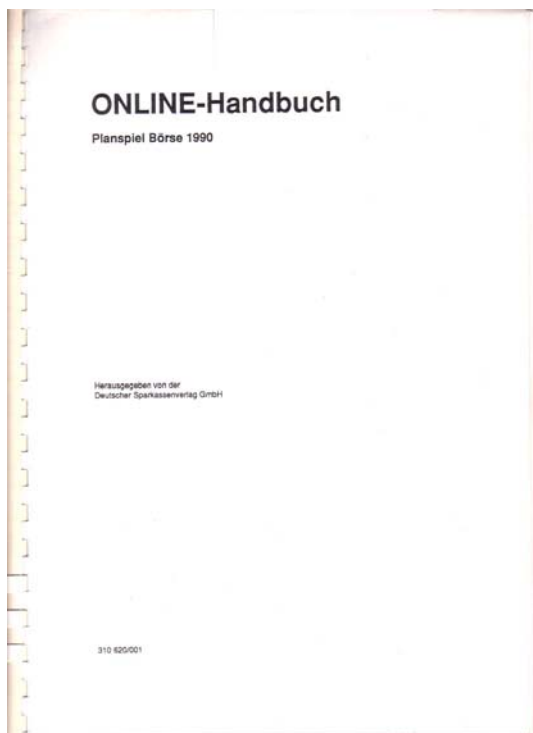 ONLINE-Handbuch
Planspiel Börse 1990
Herausgegeben von der
Deutscher Sparkassenverlag GmbH
310 620/001